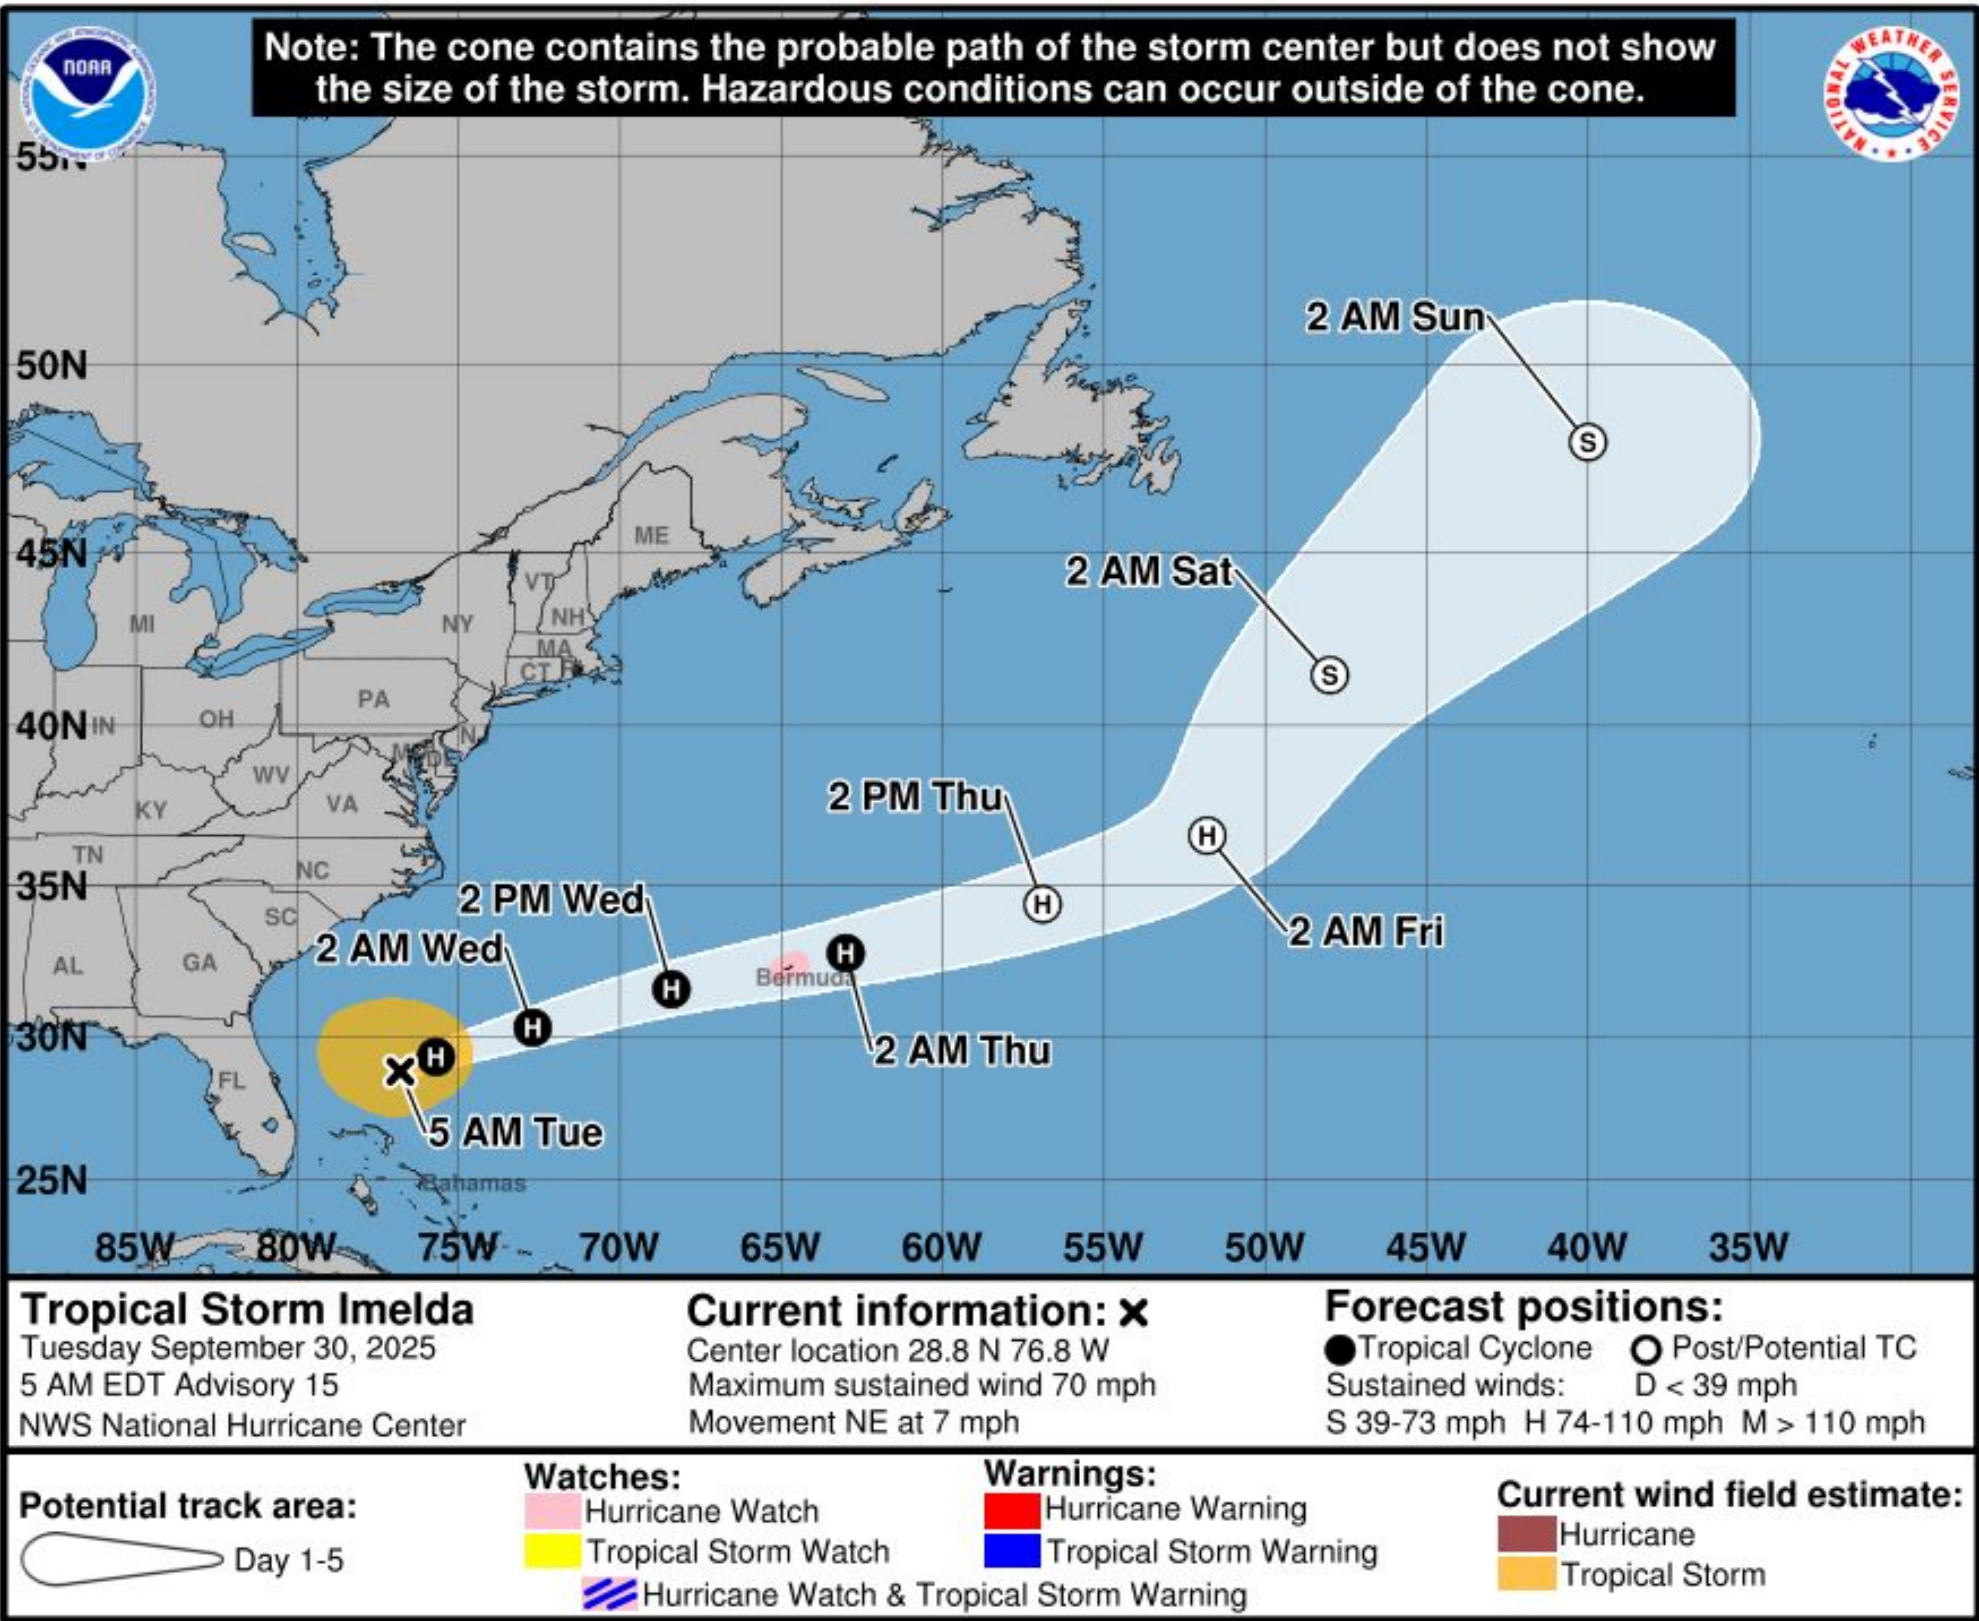 Note: The cone contains the probable path of the storm center but does not show
the size of the storm. Hazardous conditions can occur outside of the cone.
NOAA
NATIONAL WEATHER SERVICE
55N
50N
45N
40N
35N
30N
25N
85W 80W 75W 70W 65W 60W 55W 50W 45W 40W 35W
2 AM Sun
S
2 AM Sat
S
2 PM Thu
H
H
2 AM Fri
2 PM Wed
H
2 AM Wed
H
H
2 AM Thu
H
5 AM Tue
ME
VT
NH
MI
NY
MA
CT
PA
IN
OH
WV
VA
KY
TN
NC
SC
AL
GA
FL
DE
Bermuda
Bahamas
Tropical Storm Imelda
Tuesday September 30, 2025
5 AM EDT Advisory 15
NWS National Hurricane Center
Current information: ×
Center location 28.8 N 76.8 W
Maximum sustained wind 70 mph
Movement NE at 7 mph
Forecast positions:
Tropical Cyclone Post/Potential TC
Sustained winds: D < 39 mph
S 39-73 mph H 74-110 mph M > 110 mph
Potential track area:
Day 1-5
Watches:
Hurricane Watch
Tropical Storm Watch
Warnings:
Hurricane Warning
Tropical Storm Warning
Hurricane Watch & Tropical Storm Warning
Current wind field estimate:
Hurricane
Tropical Storm